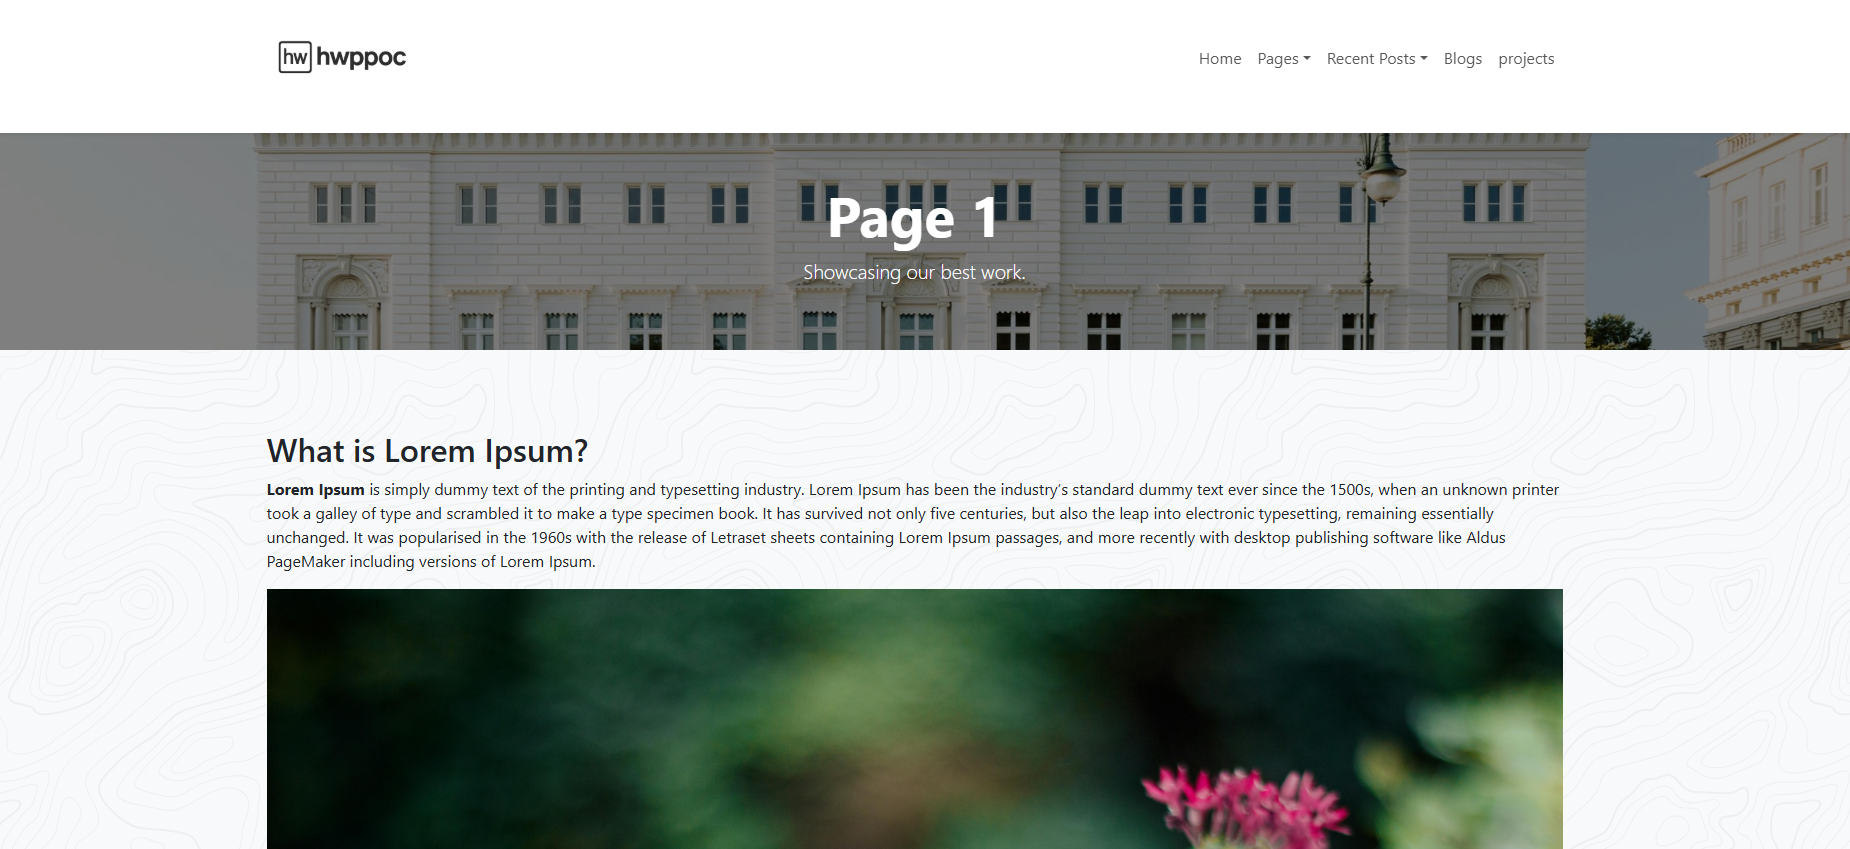 hw hwppoc
Home Pages Recent Posts Blogs projects
Page 1
Showcasing our best work.
What is Lorem Ipsum?
Lorem Ipsum is simply dummy text of the printing and typesetting industry. Lorem Ipsum has been the industry’s standard dummy text ever since the 1500s, when an unknown printer
took a galley of type and scrambled it to make a type specimen book. It has survived not only five centuries, but also the leap into electronic typesetting, remaining essentially
unchanged. It was popularised in the 1960s with the release of Letraset sheets containing Lorem Ipsum passages, and more recently with desktop publishing software like Aldus
PageMaker including versions of Lorem Ipsum.